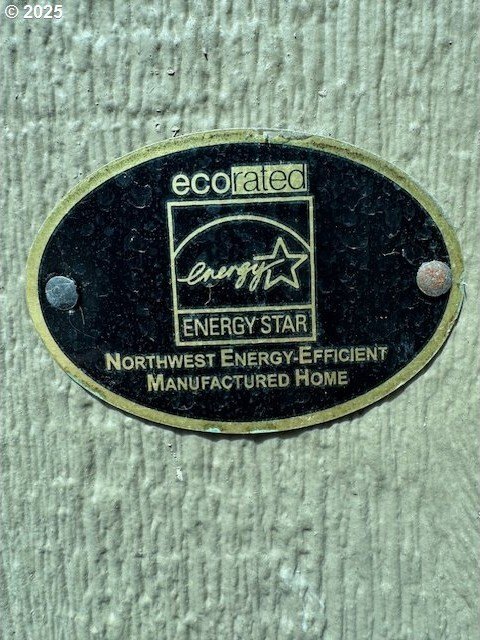 © 2025
ecorated
energy
ENERGY STAR
NORTHWEST ENERGY-EFFICIENT
MANUFACTURED HOME